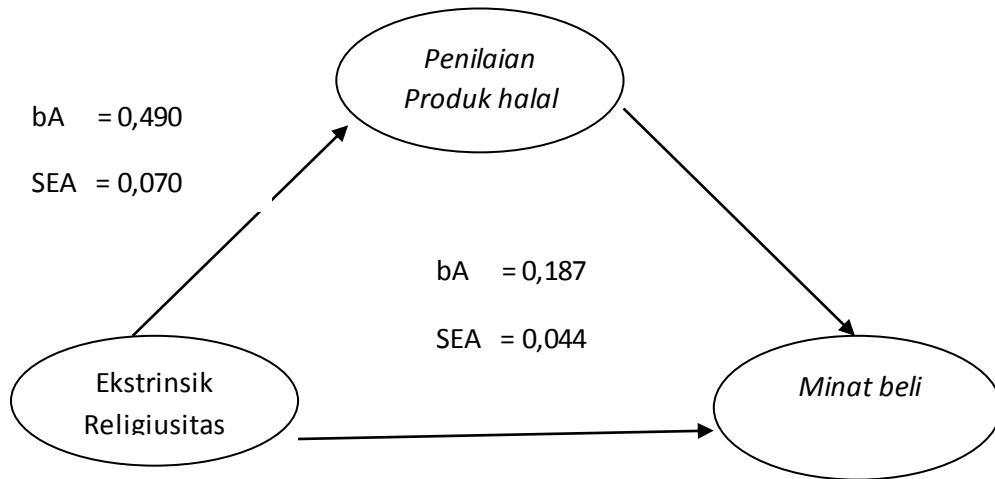 Penilaian
Produk halal
bA = 0,490
SEA = 0,070
bA = 0,187
SEA = 0,044
Ekstrinsik
Religiusitas
Minat beli